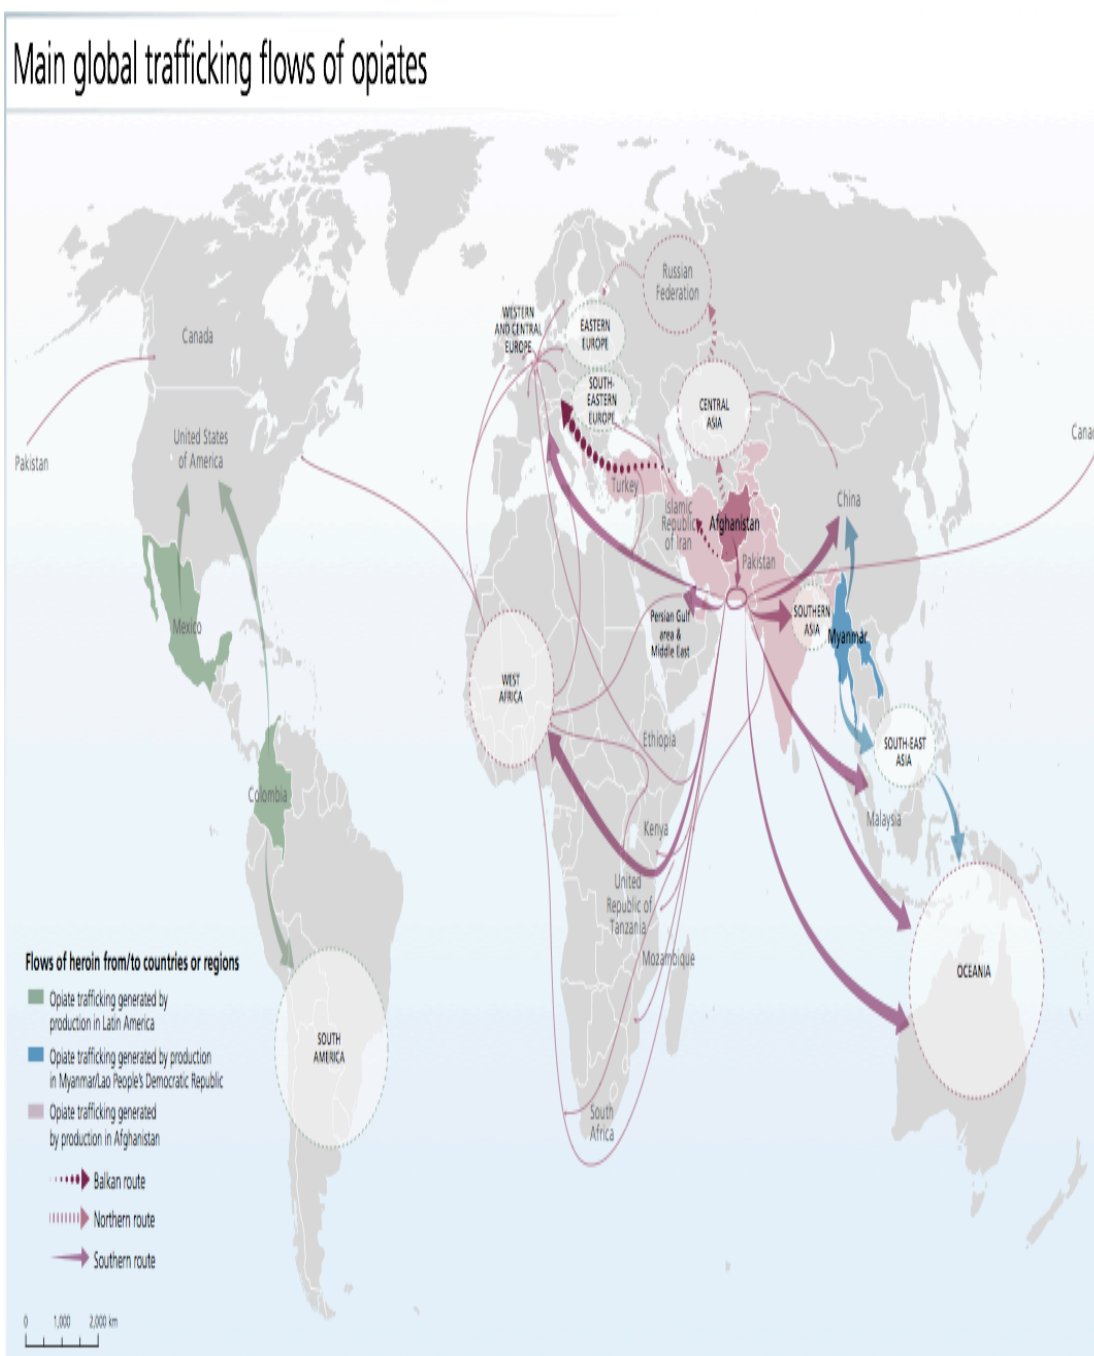 Main global trafficking flows of opiates
Canada
Pakistan
United States
of America
Mexico
Colombia
SOUTH
AMERICA
WESTERN
AND CENTRAL
EUROPE
EASTERN
EUROPE
SOUTH-
EASTERN
EUROPE
Russian
Federation
CENTRAL
ASIA
Turkey
Islamic
Republic
of Iran
Afghanistan
Pakistan
China
Persian Gulf
area &
Middle East
SOUTHERN
ASIA
Myanmar
WEST
AFRICA
Ethiopia
Kenya
United
Republic of
Tanzania
Mozambique
South
Africa
SOUTH-EAST
ASIA
Malaysia
OCEANIA
Flows of heroin from/to countries or regions
Opiate trafficking generated by
production in Latin America
Opiate trafficking generated by production
in Myanmar/Lao People's Democratic Republic
Opiate trafficking generated
by production in Afghanistan
Balkan route
Northern route
Southern route
0 1,000 2,000 km